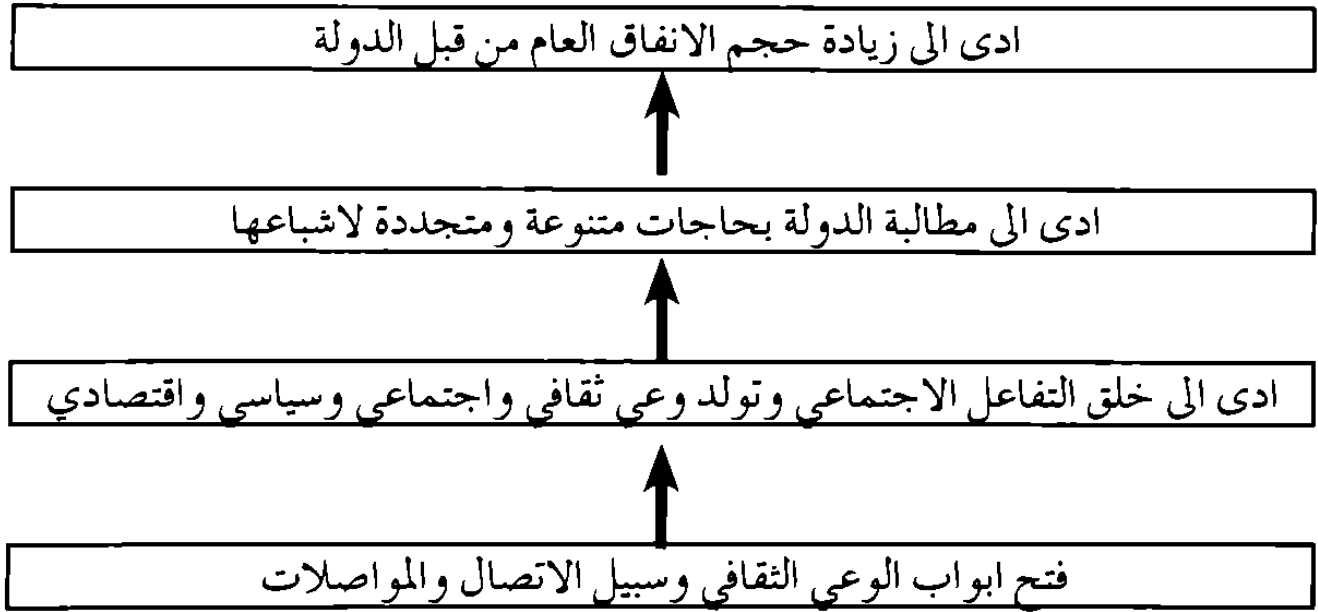 ادى الى زيادة حجم الانفاق العام من قبل الدولة
ادى الى مطالبة الدولة بحاجات متنوعة ومتجددة لاشباعها
ادى الى خلق التفاعل الاجتماعي وتولد وعي ثقافي واجتماعي وسياسي واقتصادي
فتح ابواب الوعي الثقافي وسبيل الاتصال والمواصلات